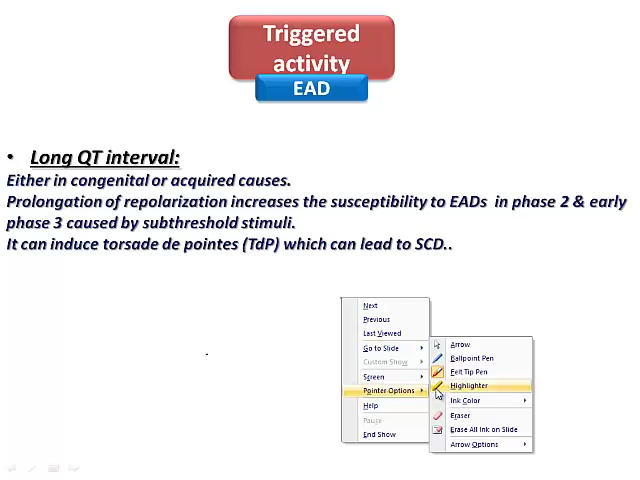 Triggered
activity
EAD
• Long QT interval:
Either in congenital or acquired causes.
Prolongation of repolarization increases the susceptibility to EADs in phase 2 & early
phase 3 caused by subthreshold stimuli.
It can induce torsade de pointes (TdP) which can lead to SCD..
Next
Previous
Last Viewed
Go to Slide
Custom Show
Screen
Pointer Options
Help
Pause
End Show
Arrow
Ballpoint Pen
Felt Tip Pen
Highlighter
Ink Color
Eraser
Erase All Ink on Slide
Arrow Options